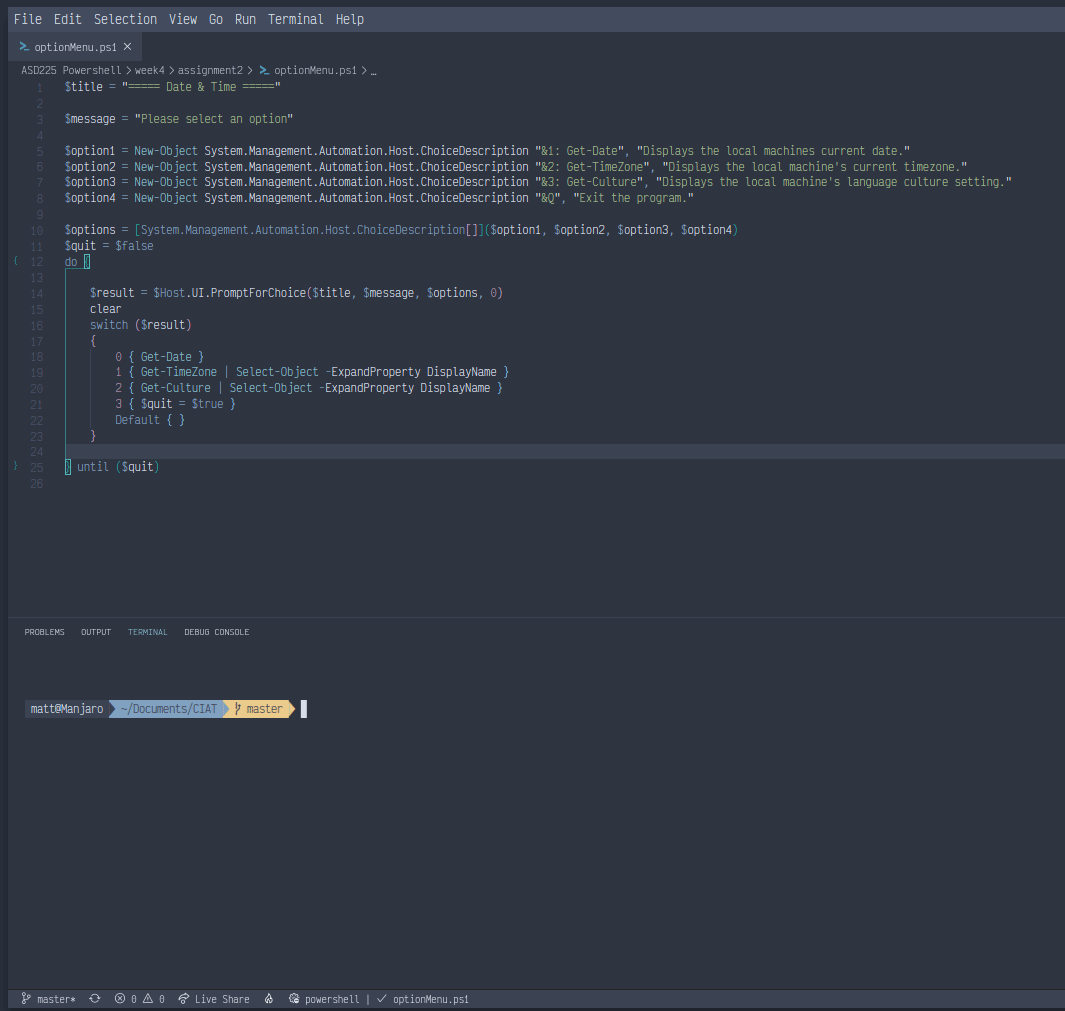 File Edit Selection View Go Run Terminal Help
optionMenu.ps1 ×
ASD225 Powershell > week4 > assignment2 > optionMenu.ps1 > …
1 $title = "===== Date & Time ====="
2
3 $message = "Please select an option"
4
5 $option1 = New-Object System.Management.Automation.Host.ChoiceDescription "&1: Get-Date", "Displays the local machines current date."
6 $option2 = New-Object System.Management.Automation.Host.ChoiceDescription "&2: Get-TimeZone", "Displays the local machine's current timezone."
7 $option3 = New-Object System.Management.Automation.Host.ChoiceDescription "&3: Get-Culture", "Displays the local machine's language culture setting."
8 $option4 = New-Object System.Management.Automation.Host.ChoiceDescription "&Q", "Exit the program."
9
10 $options = [System.Management.Automation.Host.ChoiceDescription[]]($option1, $option2, $option3, $option4)
11 $quit = $false
{ 12 do {
13
14 $result = $Host.UI.PromptForChoice($title, $message, $options, 0)
15 clear
16 switch ($result)
17 {
18 0 { Get-Date }
19 1 { Get-TimeZone | Select-Object -ExpandProperty DisplayName }
20 2 { Get-Culture | Select-Object -ExpandProperty DisplayName }
21 3 { $quit = $true }
22 Default { }
23 }
24
} 25 } until ($quit)
26
PROBLEMS OUTPUT TERMINAL DEBUG CONSOLE
matt@Manjaro ~/Documents/CIAT master
master* 0 0 Live Share powershell | ✓ optionMenu.ps1